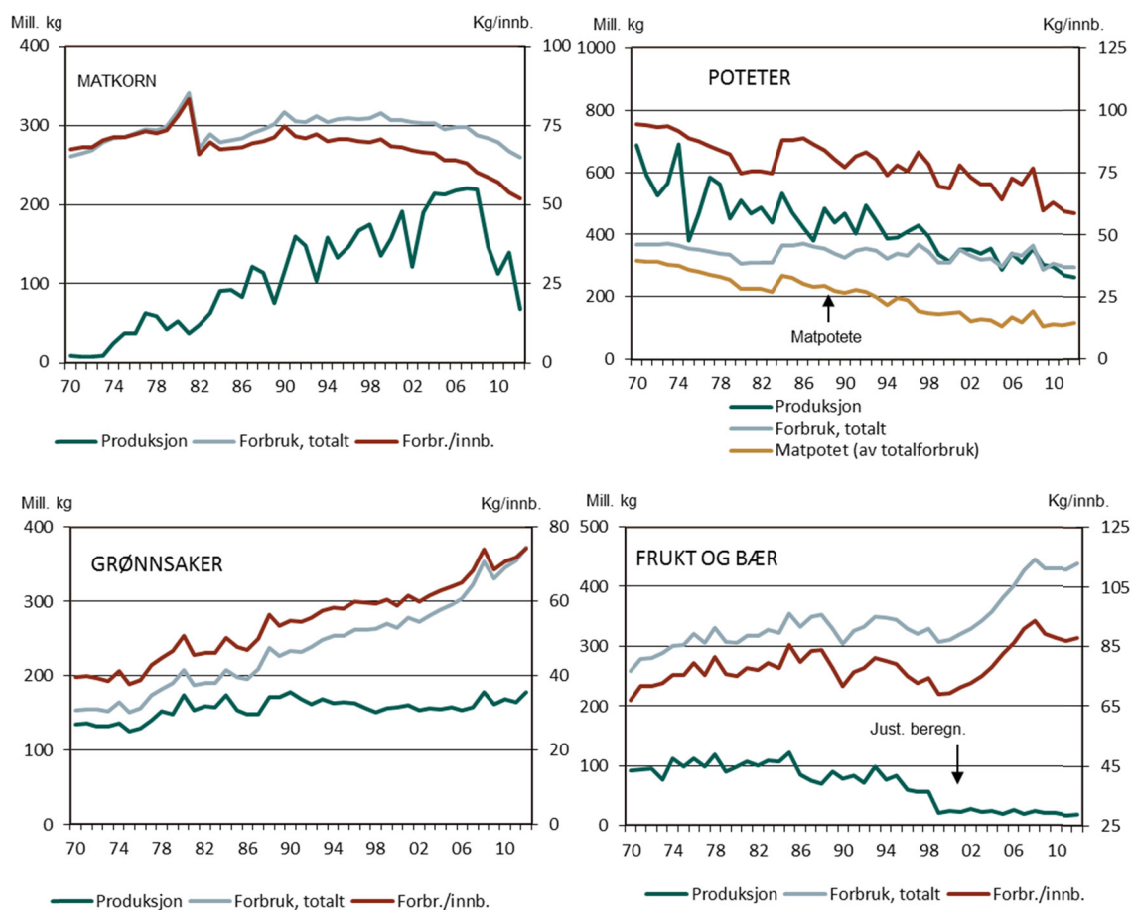 Mill. kg
Kg/innb.
MATKORN
400
300
200
100
0
100
75
50
25
0
70 74 78 82 86 90 94 98 02 06 10
Produksjon Forbruk, totalt Forbr./innb.
Mill. kg
Kg/innb.
POTETER
1000
800
600
400
200
0
125
100
75
50
25
0
Matpotete
70 74 78 82 86 90 94 98 02 06 10
Produksjon
Forbruk, totalt
Matpotet (av totalforbruk)
Mill. kg
Kg/innb.
GRØNNSAKER
400
300
200
100
0
80
60
40
20
0
70 74 78 82 86 90 94 98 02 06 10
Produksjon Forbruk, totalt Forbr./innb.
Mill. kg
Kg/innb.
FRUKT OG BÆR
500
400
300
200
100
0
125
105
85
65
45
25
Just. beregn.
70 74 78 82 86 90 94 98 02 06 10
Produksjon Forbruk, totalt Forbr./innb.